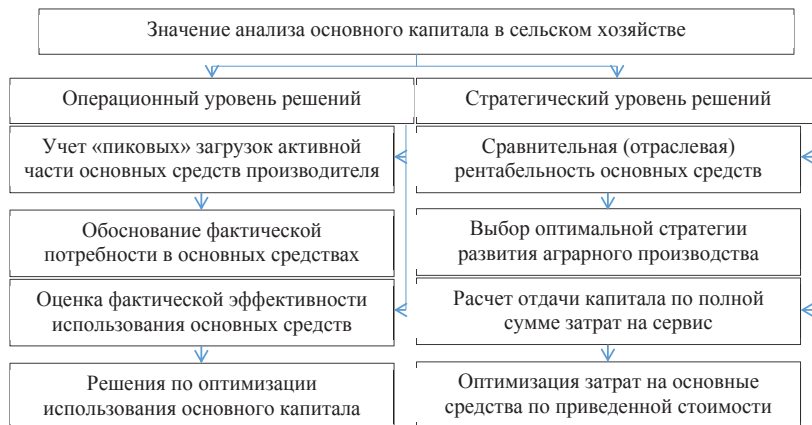 Значение анализа основного капитала в сельском хозяйстве
Операционный уровень решений
Стратегический уровень решений
Учет «пиковых» загрузок активной
части основных средств производителя
Сравнительная (отраслевая)
рентабельность основных средств
Обоснование фактической
потребности в основных средствах
Выбор оптимальной стратегии
развития аграрного производства
Оценка фактической эффективности
использования основных средств
Расчет отдачи капитала по полной
сумме затрат на сервис
Решения по оптимизации
использования основного капитала
Оптимизация затрат на основные
средства по приведенной стоимости